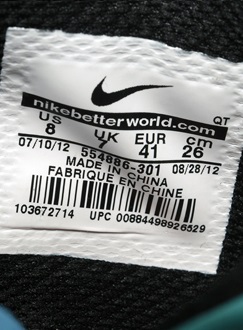 nikebetterworld.com QT
US UK EUR cm
8 7 41 26
07/10/12 08/28/12
554886-301
MADE IN CHINA
FABRIQUE EN CHINE
103672714 UPC 00884498926529